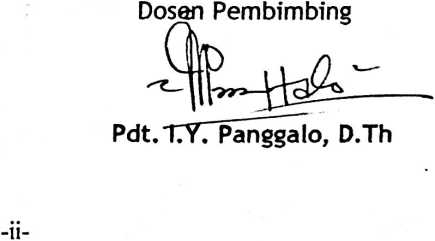 Dosen Pembimbing
Pdt. T.Y. Panggalo, D.Th
-ii-